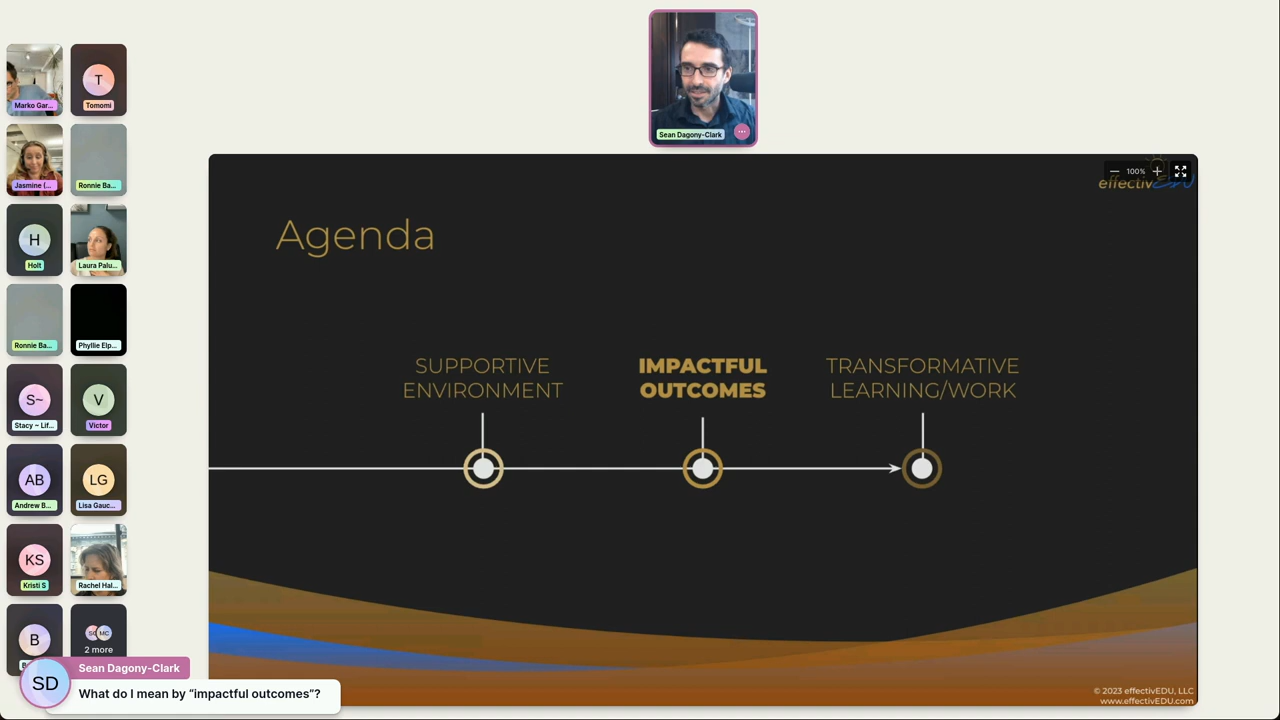 Sean Dagony-Clark
Marko Gar...
T
Tomomi
Jasmine (...
Ronnie Ba...
H
Holt
Laura Palu...
Ronnie Ba...
Phyllie Elp...
S~
Stacy ~ Lif...
V
Victor
AB
Andrew B...
LG
Lisa Gauc...
KS
Kristi S
Rachel Hal...
B
SC MC
2 more
100%
effectivEDU
Agenda
SUPPORTIVE
ENVIRONMENT
IMPACTFUL
OUTCOMES
TRANSFORMATIVE
LEARNING/WORK
© 2023 effectivEDU, LLC
www.effectivEDU.com
SD
Sean Dagony-Clark
What do I mean by “impactful outcomes”?